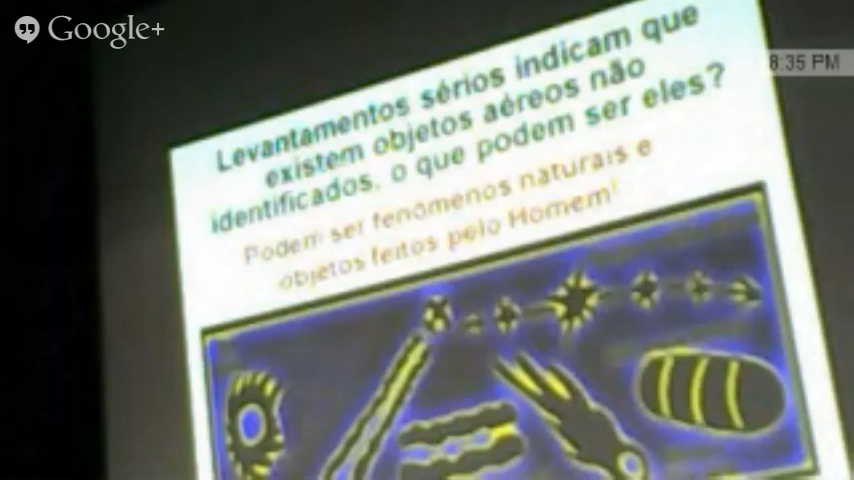 Google+
8:35 PM
Levantamentos sérios indicam que
existem objetos aéreos não
identificados, o que podem ser eles?
Podem ser fenômenos naturais e
objetos feitos pelo Homem!